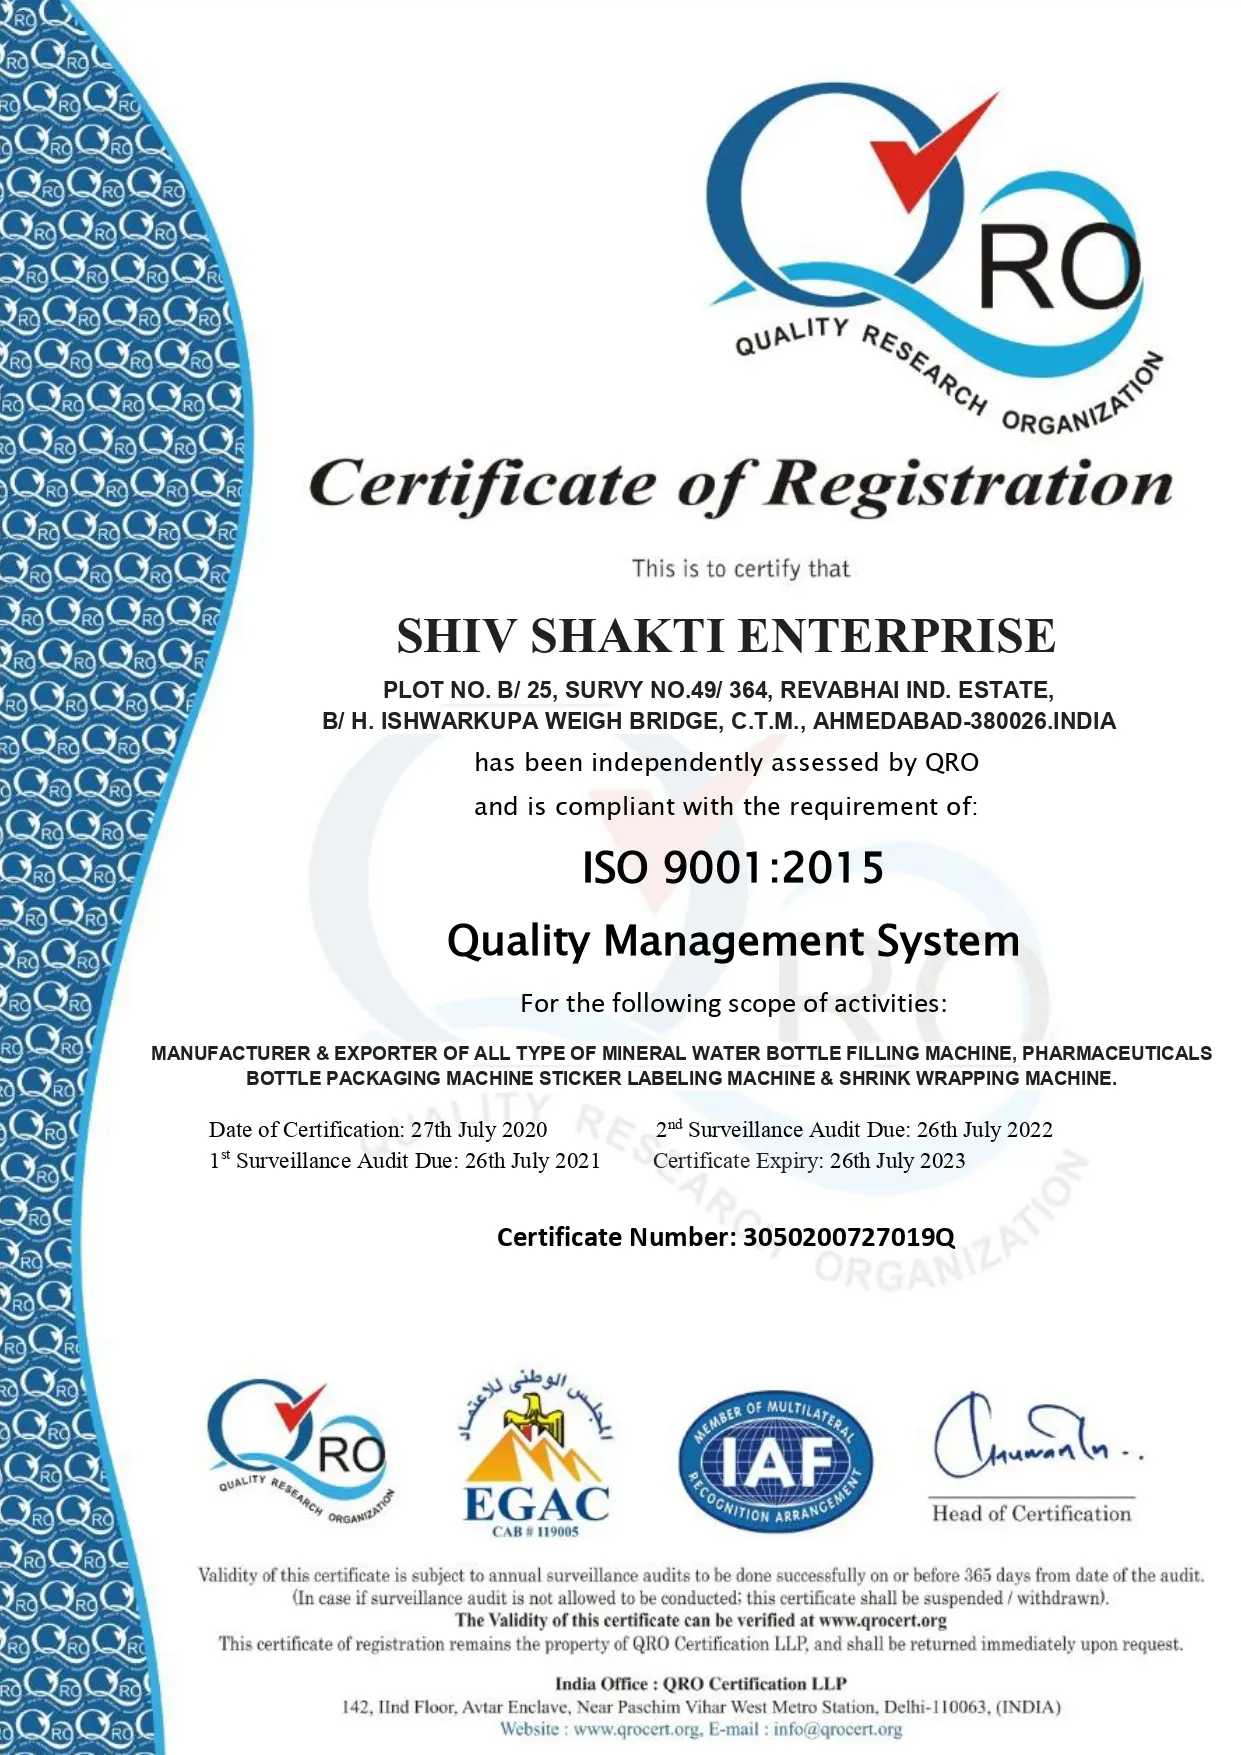 QRO
QUALITY RESEARCH ORGANIZATION
Certificate of Registration
This is to certify that
SHIV SHAKTI ENTERPRISE
PLOT NO. B/ 25, SURVY NO.49/ 364, REVABHAI IND. ESTATE,
B/ H. ISHWARKUPA WEIGH BRIDGE, C.T.M., AHMEDABAD-380026.INDIA
has been independently assessed by QRO
and is compliant with the requirement of:
ISO 9001:2015
Quality Management System
For the following scope of activities:
MANUFACTURER & EXPORTER OF ALL TYPE OF MINERAL WATER BOTTLE FILLING MACHINE, PHARMACEUTICALS
BOTTLE PACKAGING MACHINE STICKER LABELING MACHINE & SHRINK WRAPPING MACHINE.
Date of Certification: 27th July 2020 2nd Surveillance Audit Due: 26th July 2022
1st Surveillance Audit Due: 26th July 2021 Certificate Expiry: 26th July 2023
Certificate Number: 3050200727019Q
QRO
QUALITY RESEARCH ORGANIZATION
المجلس الوطنى للاعتماد
EGAC
CAB # 119005
MEMBER OF MULTILATERAL
IAF
RECOGNITION ARRANGEMENT
Head of Certification
Validity of this certificate is subject to annual surveillance audits to be done successfully on or before 365 days from date of the audit.
(In case if surveillance audit is not allowed to be conducted; this certificate shall be suspended / withdrawn).
The Validity of this certificate can be verified at www.qrocert.org
This certificate of registration remains the property of QRO Certification LLP, and shall be returned immediately upon request.
India Office : QRO Certification LLP
142, IInd Floor, Avtar Enclave, Near Paschim Vihar West Metro Station, Delhi-110063, (INDIA)
Website : www.qrocert.org, E-mail : info@qrocert.org